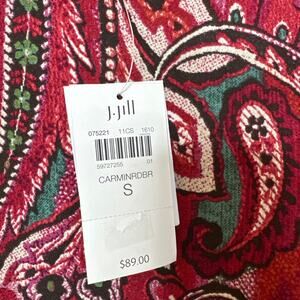 J.Jill
075221 11CS 1610
59727255 01
CARMINRDBR
S
$89.00